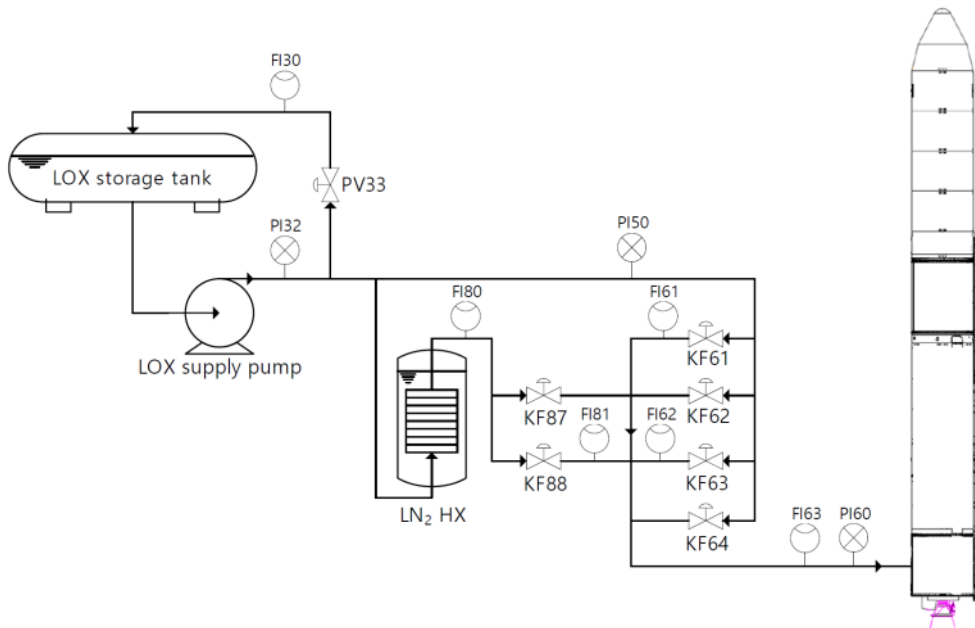 FI30
LOX storage tank
PV33
PI32
PI50
FI80
FI61
LOX supply pump
KF61
KF87
FI81
FI62
KF62
KF88
KF63
LN₂ HX
KF64
FI63
PI60